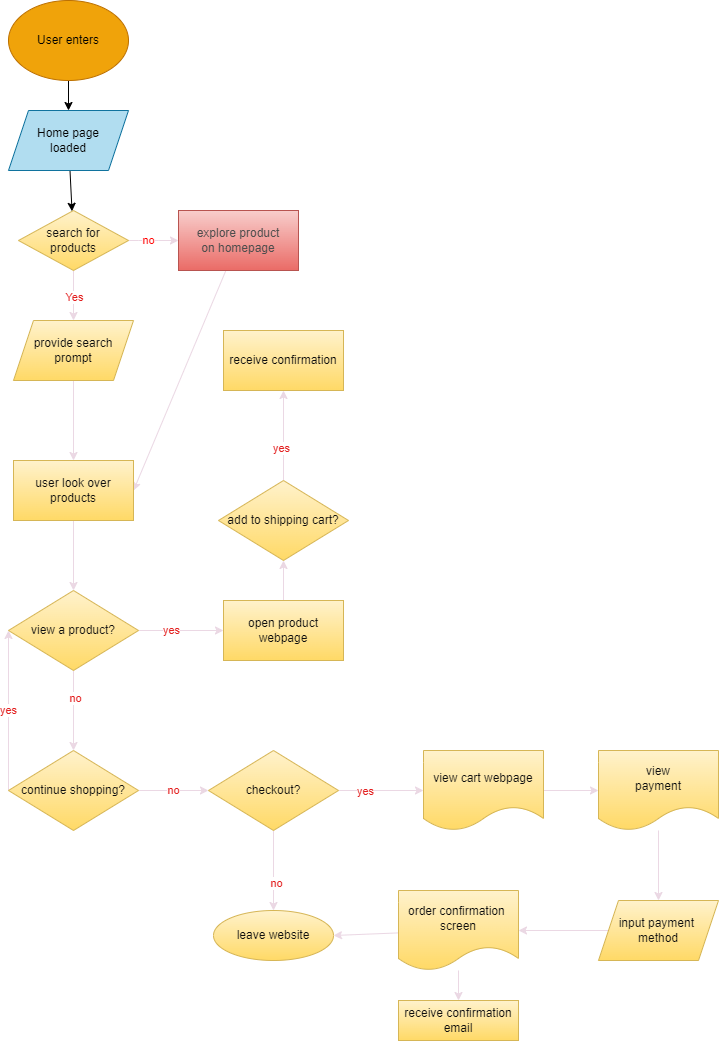 User enters
Home page
loaded
search for
products
no
explore product
on homepage
Yes
provide search
prompt
receive confirmation
yes
user look over
products
add to shipping cart?
view a product?
yes
open product
webpage
no
yes
continue shopping?
no
checkout?
yes
view cart webpage
view
payment
no
leave website
order confirmation
screen
input payment
method
receive confirmation
email